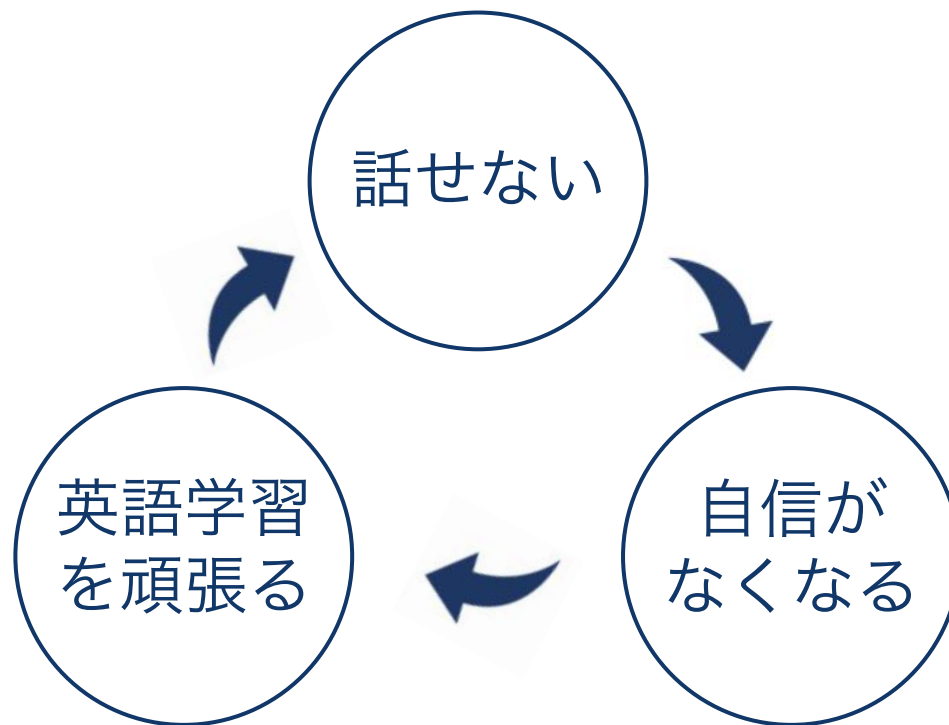 話せない
自信が
なくなる
英語学習
を頑張る